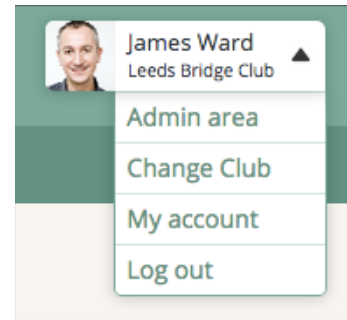 James Ward
Leeds Bridge Club
Admin area
Change Club
My account
Log out